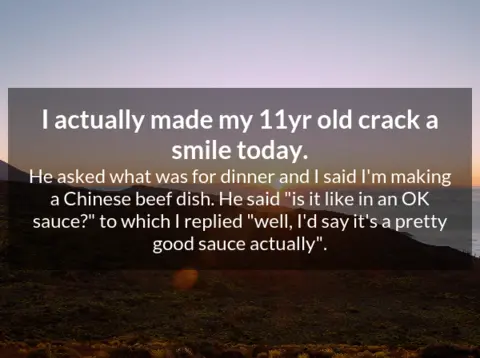 I actually made my 11yr old crack a
smile today.
He asked what was for dinner and I said I'm making
a Chinese beef dish. He said "is it like in an OK
sauce?" to which I replied "well, I'd say it's a pretty
good sauce actually".